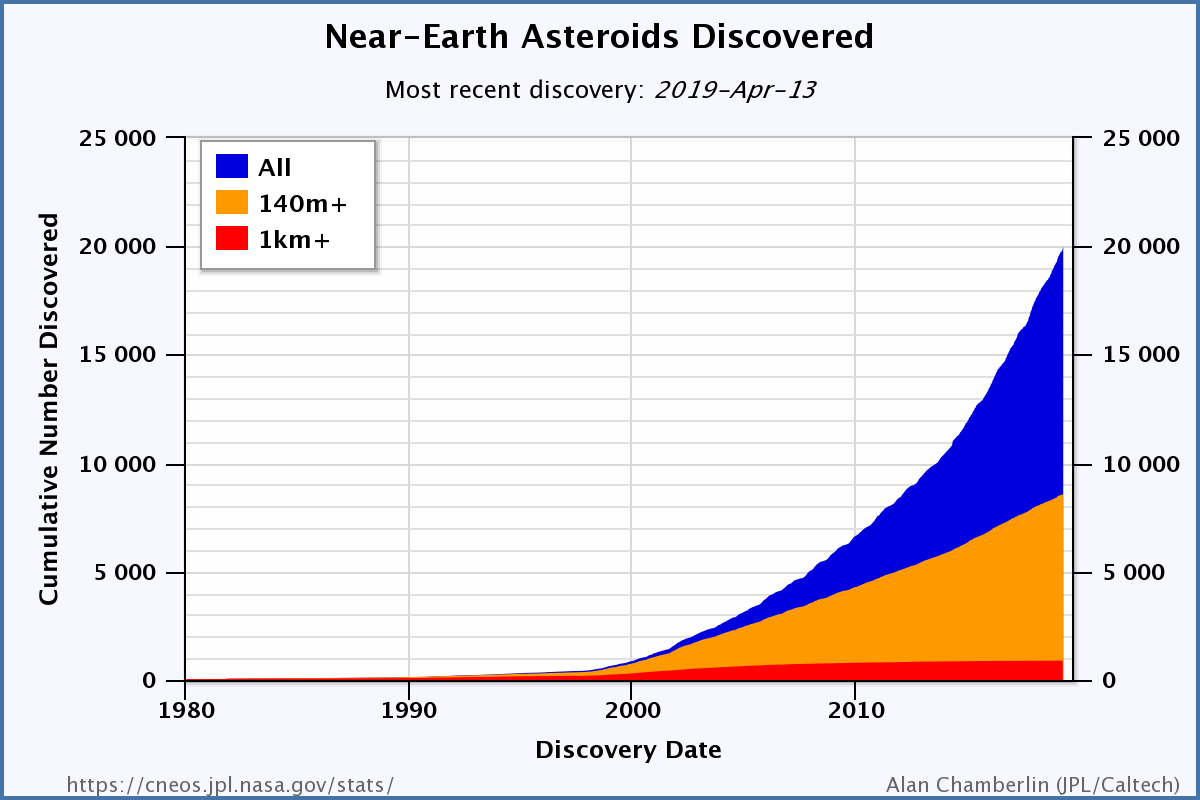 Near-Earth Asteroids Discovered
Most recent discovery: 2019-Apr-13
25 000 25 000
All
140m+
1km+
20 000 20 000
15 000 15 000
10 000 10 000
5 000 5 000
0 0
Cumulative Number Discovered
1980 1990 2000 2010
Discovery Date
https://cneos.jpl.nasa.gov/stats/ Alan Chamberlin (JPL/Caltech)